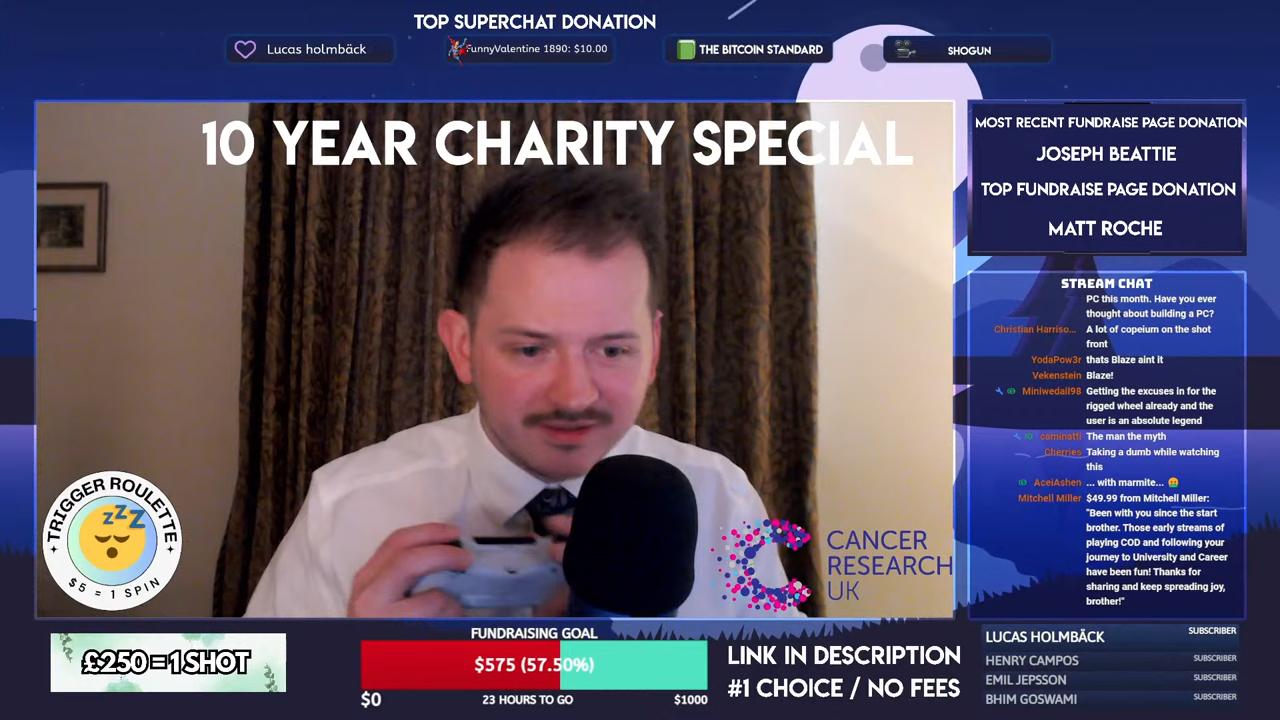 TOP SUPERCHAT DONATION
Lucas holmbäck
FunnyValentine 1890: $10.00
THE BITCOIN STANDARD
SHOGUN
10 YEAR CHARITY SPECIAL
MOST RECENT FUNDRAISE PAGE DONATION
JOSEPH BEATTIE
TOP FUNDRAISE PAGE DONATION
MATT ROCHE
STREAM CHAT
PC this month. Have you ever
thought about building a PC?
Christian Harriso... A lot of copeium on the shot
front
YodaPow3r thats Blaze aint it
Vekenstein Blaze!
Miniwedall98 Getting the excuses in for the
rigged wheel already and the
user is an absolute legend
caminatti The man the myth
Cherries Taking a dumb while watching
this
AceiAshen ... with marmite... 🤮
Mitchell Miller $49.99 from Mitchell Miller:
"Been with you since the start
brother. Those early streams of
playing COD and following your
journey to University and Career
have been fun! Thanks for
sharing and keep spreading joy,
brother!"
TRIGGER ROULETTE
zzZ
$5 = 1 SPIN
CANCER
RESEARCH
UK
£250 = 1 SHOT
FUNDRAISING GOAL
$575 (57.50%)
$0
23 HOURS TO GO
$1000
LINK IN DESCRIPTION
#1 CHOICE / NO FEES
LUCAS HOLMBÄCK SUBSCRIBER
HENRY CAMPOS SUBSCRIBER
EMIL JEPSSON SUBSCRIBER
BHIM GOSWAMI SUBSCRIBER